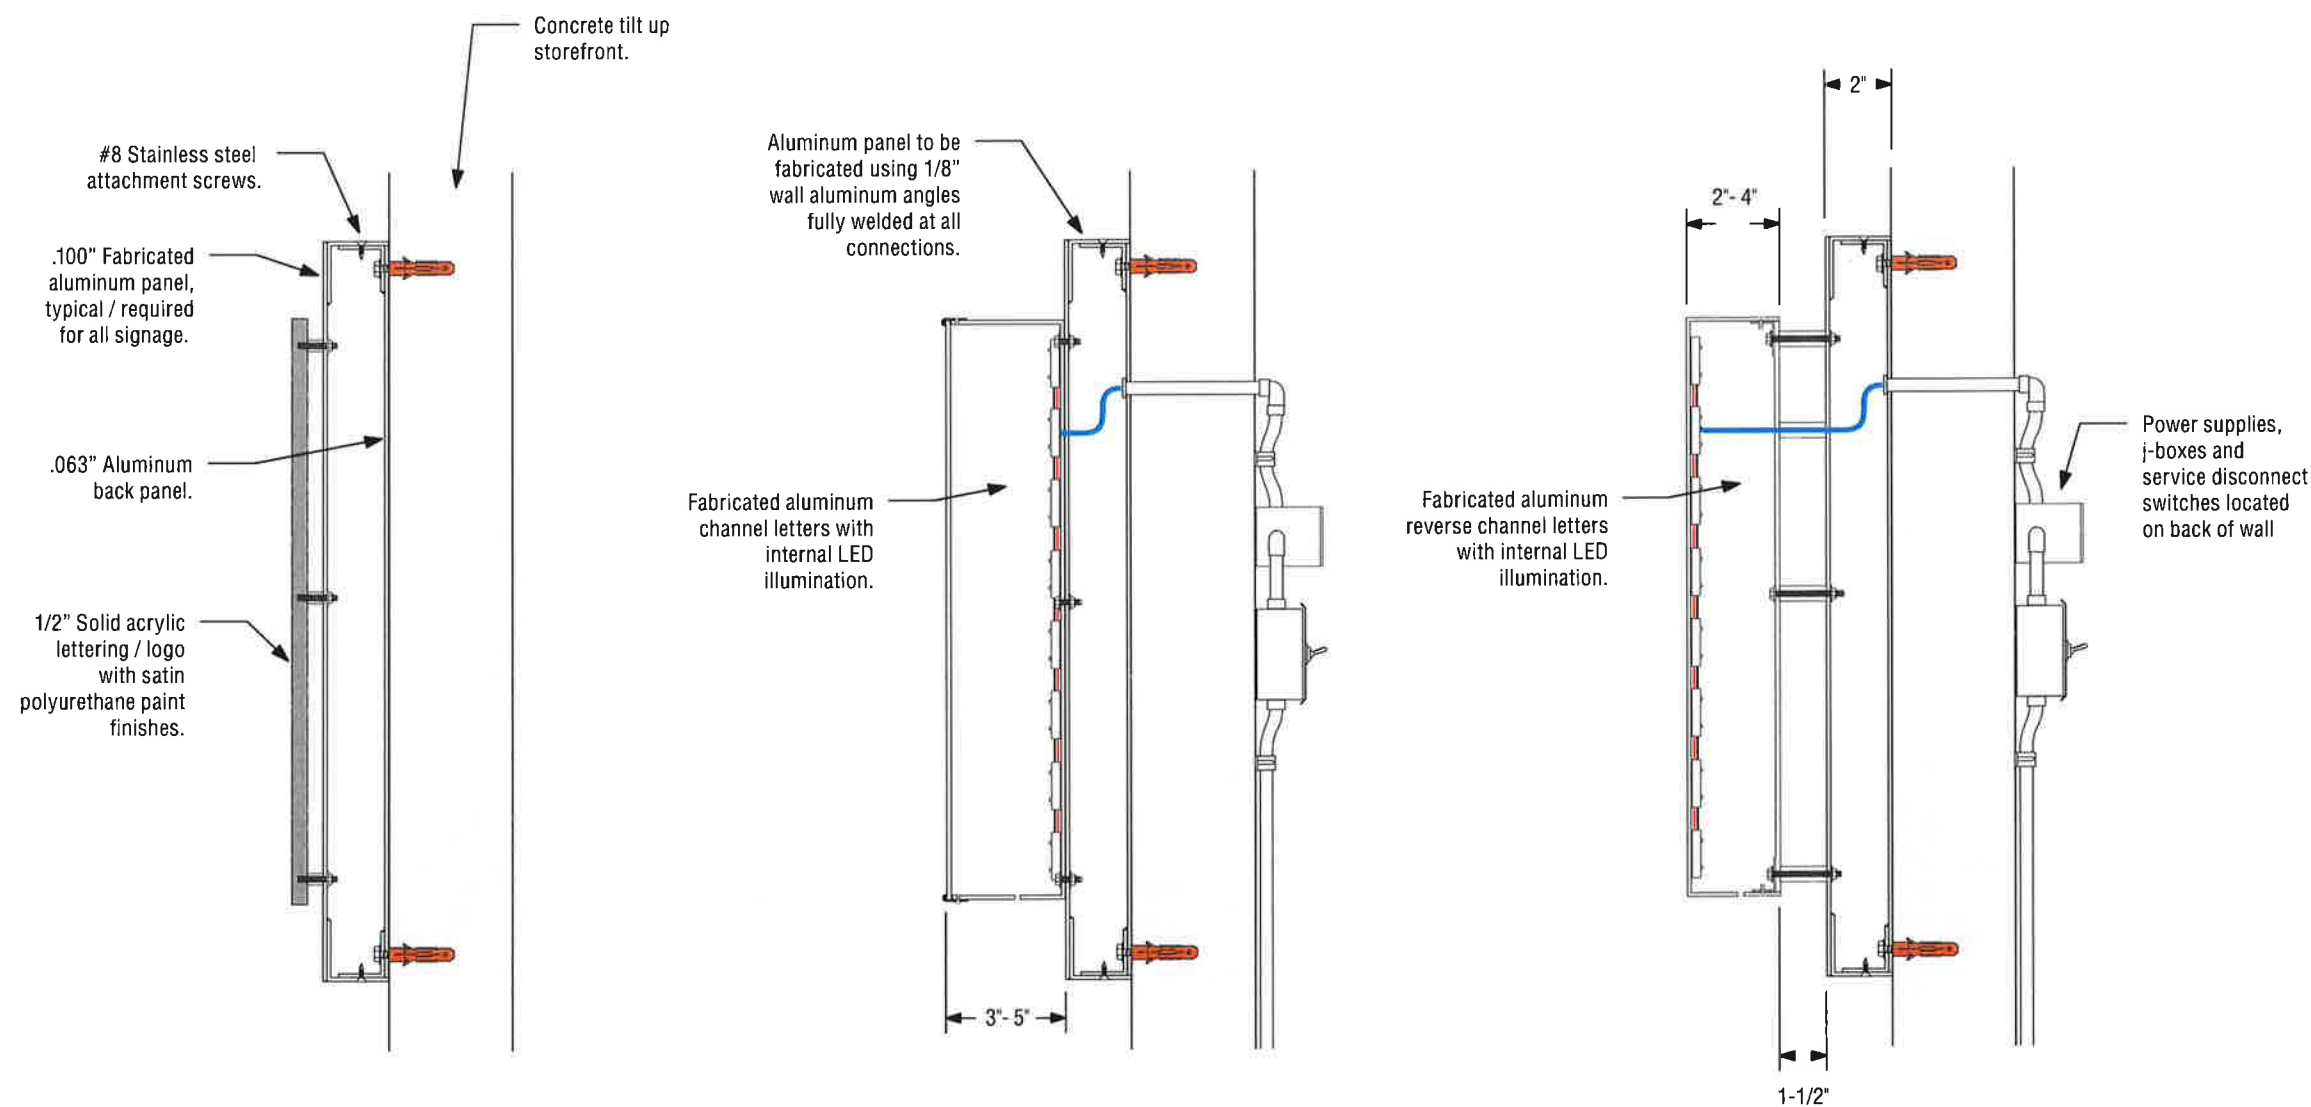 Concrete tilt up
storefront.
#8 Stainless steel
attachment screws.
.100” Fabricated
aluminum panel,
typical / required
for all signage.
.063” Aluminum
back panel.
1/2” Solid acrylic
lettering / logo
with satin
polyurethane paint
finishes.
Aluminum panel to be
fabricated using 1/8”
wall aluminum angles
fully welded at all
connections.
Fabricated aluminum
channel letters with
internal LED
illumination.
3"- 5"
2"
2"- 4"
Fabricated aluminum
reverse channel letters
with internal LED
illumination.
Power supplies,
j-boxes and
service disconnect
switches located
on back of wall
1-1/2"